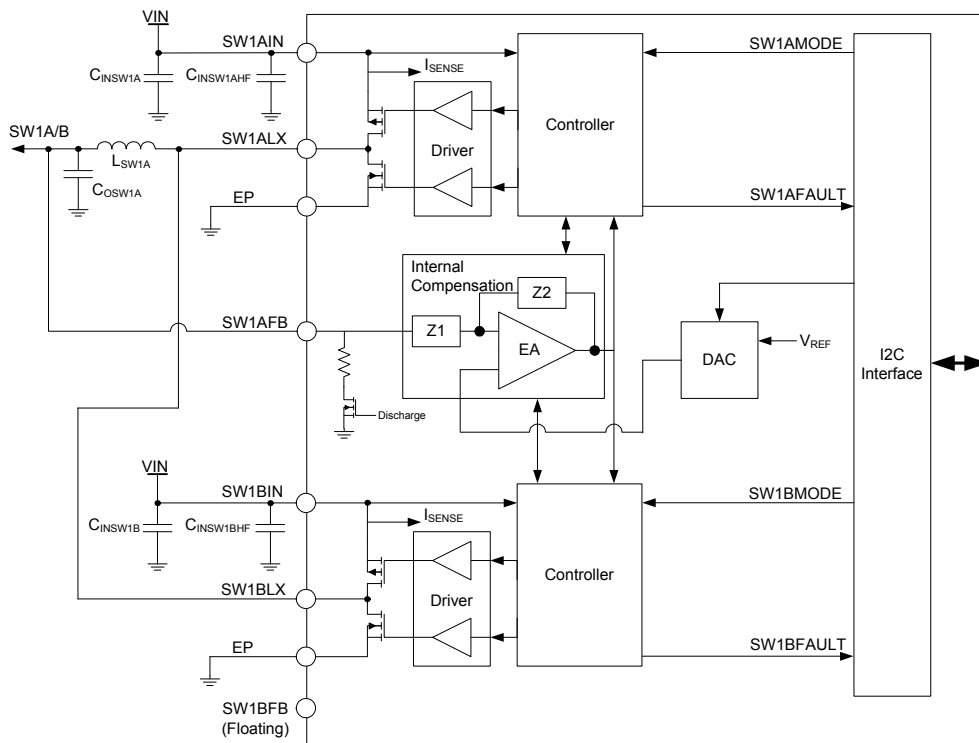 VIN
SW1AIN
SW1AMODE
CINSW1A
CINSW1AHF
ISENSE
Controller
SW1A/B
SW1ALX
LSW1A
Driver
COSW1A
EP
SW1AFAULT
Internal
Compensation
Z2
SW1AFB
Z1
EA
VREF
DAC
I2C
Interface
Discharge
VIN
SW1BIN
SW1BMODE
CINSW1B
CINSW1BHF
ISENSE
Controller
SW1BLX
Driver
EP
SW1BFAULT
SW1BFB
(Floating)